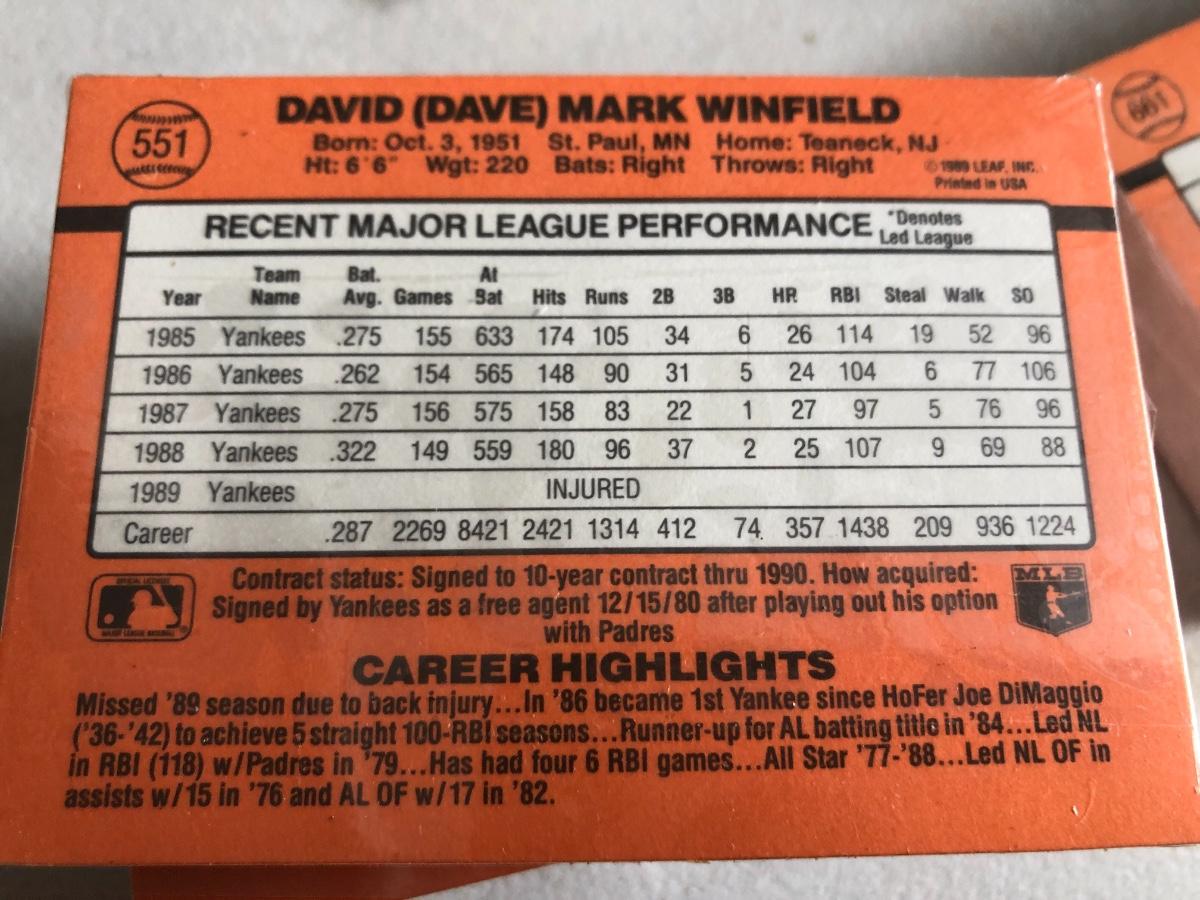 551
DAVID (DAVE) MARK WINFIELD
Born: Oct. 3, 1951 St. Paul, MN Home: Teaneck, NJ
Ht: 6'6" Wgt: 220 Bats: Right Throws: Right
© 1989 LEAF, INC.
Printed in USA
661
RECENT MAJOR LEAGUE PERFORMANCE *Denotes
Led League
Year Team Name Bat. Avg. Games At Bat Hits Runs 2B 3B HR RBI Steal Walk SO
1985 Yankees .275 155 633 174 105 34 6 26 114 19 52 96
1986 Yankees .262 154 565 148 90 31 5 24 104 6 77 106
1987 Yankees .275 156 575 158 83 22 1 27 97 5 76 96
1988 Yankees .322 149 559 180 96 37 2 25 107 9 69 88
1989 Yankees INJURED
Career .287 2269 8421 2421 1314 412 74 357 1438 209 936 1224
Contract status: Signed to 10-year contract thru 1990. How acquired:
Signed by Yankees as a free agent 12/15/80 after playing out his option
with Padres
OFFICIAL LICENSEE
MAJOR LEAGUE BASEBALL
MLB
CAREER HIGHLIGHTS
Missed '89 season due to back injury...In '86 became 1st Yankee since HoFer Joe DiMaggio
('36-'42) to achieve 5 straight 100-RBI seasons...Runner-up for AL batting title in '84...Led NL
in RBI (118) w/Padres in '79...Has had four 6 RBI games...All Star '77-'88...Led NL OF in
assists w/15 in '76 and AL OF w/17 in '82.